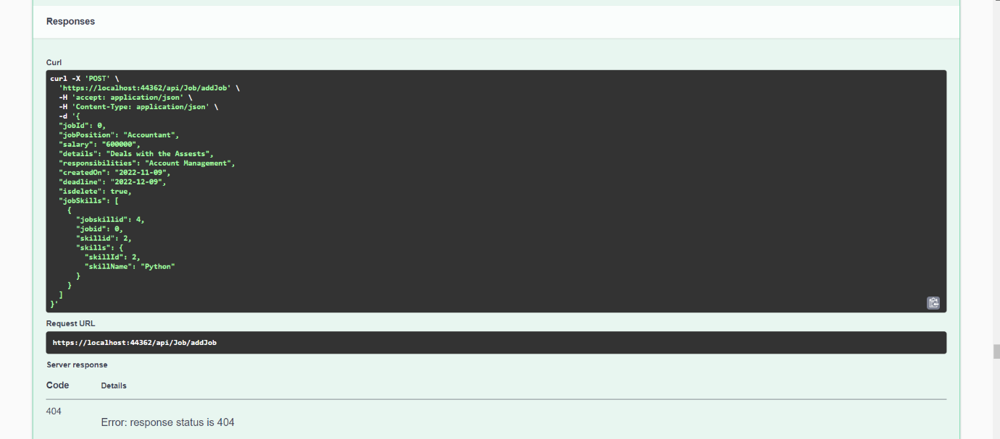 Responses
Curl
curl -X 'POST' \
  'https://localhost:44362/api/Job/addJob' \
  -H 'accept: application/json' \
  -H 'Content-Type: application/json' \
  -d '{
  "jobId": 0,
  "jobPosition": "Accountant",
  "salary": "600000",
  "details": "Deals with the Assests",
  "responsibilities": "Account Management",
  "createdOn": "2022-11-09",
  "deadline": "2022-12-09",
  "isdelete": true,
  "jobSkills": [
    {
      "jobskillid": 4,
      "jobid": 0,
      "skillid": 2,
      "skills": {
        "skillId": 2,
        "skillName": "Python"
      }
    }
  ]
}'
Request URL
https://localhost:44362/api/Job/addJob
Server response
Code Details
404
Error: response status is 404